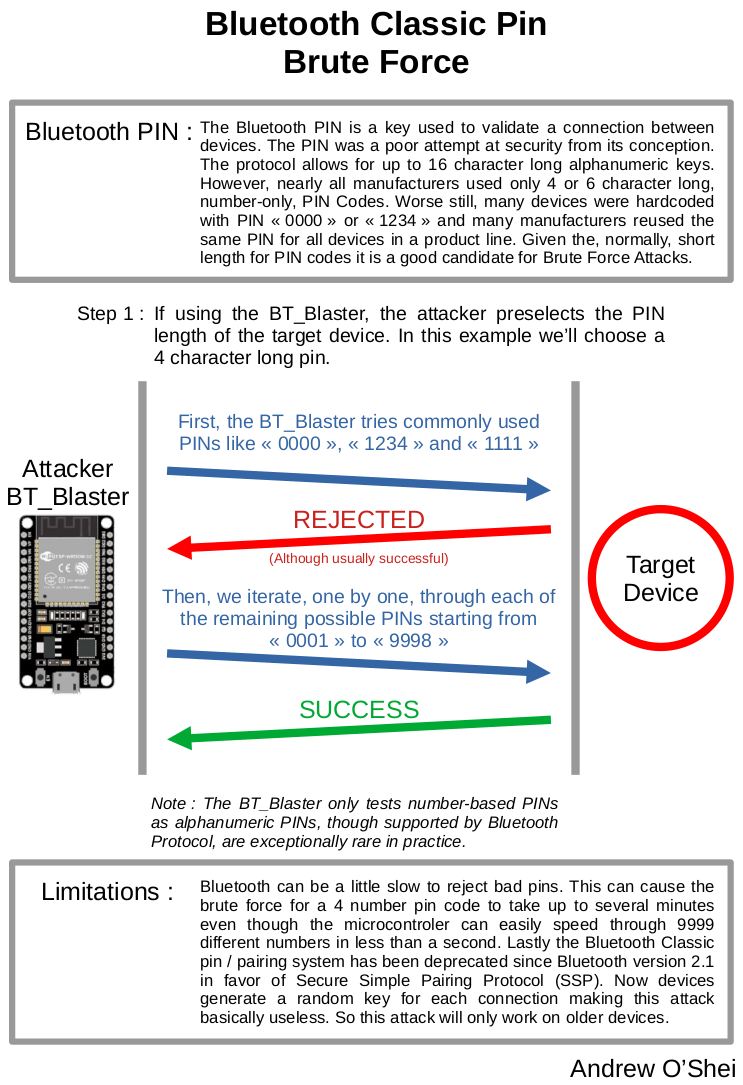 Bluetooth Classic Pin
Brute Force
Bluetooth PIN :
The Bluetooth PIN is a key used to validate a connection between
devices. The PIN was a poor attempt at security from its conception.
The protocol allows for up to 16 character long alphanumeric keys.
However, nearly all manufacturers used only 4 or 6 character long,
number-only, PIN Codes. Worse still, many devices were hardcoded
with PIN « 0000 » or « 1234 » and many manufacturers reused the
same PIN for all devices in a product line. Given the, normally, short
length for PIN codes it is a good candidate for Brute Force Attacks.
Step 1 : If using the BT_Blaster, the attacker preselects the PIN
length of the target device. In this example we’ll choose a
4 character long pin.
First, the BT_Blaster tries commonly used
PINs like « 0000 », « 1234 » and « 1111 »
Attacker
BT_Blaster
REJECTED
(Although usually successful)
Target
Device
Then, we iterate, one by one, through each of
the remaining possible PINs starting from
« 0001 » to « 9998 »
SUCCESS
EN
BOOT
Note : The BT_Blaster only tests number-based PINs
as alphanumeric PINs, though supported by Bluetooth
Protocol, are exceptionally rare in practice.
Limitations :
Bluetooth can be a little slow to reject bad pins. This can cause the
brute force for a 4 number pin code to take up to several minutes
even though the microcontroler can easily speed through 9999
different numbers in less than a second. Lastly the Bluetooth Classic
pin / pairing system has been deprecated since Bluetooth version 2.1
in favor of Secure Simple Pairing Protocol (SSP). Now devices
generate a random key for each connection making this attack
basically useless. So this attack will only work on older devices.
Andrew O’Shei